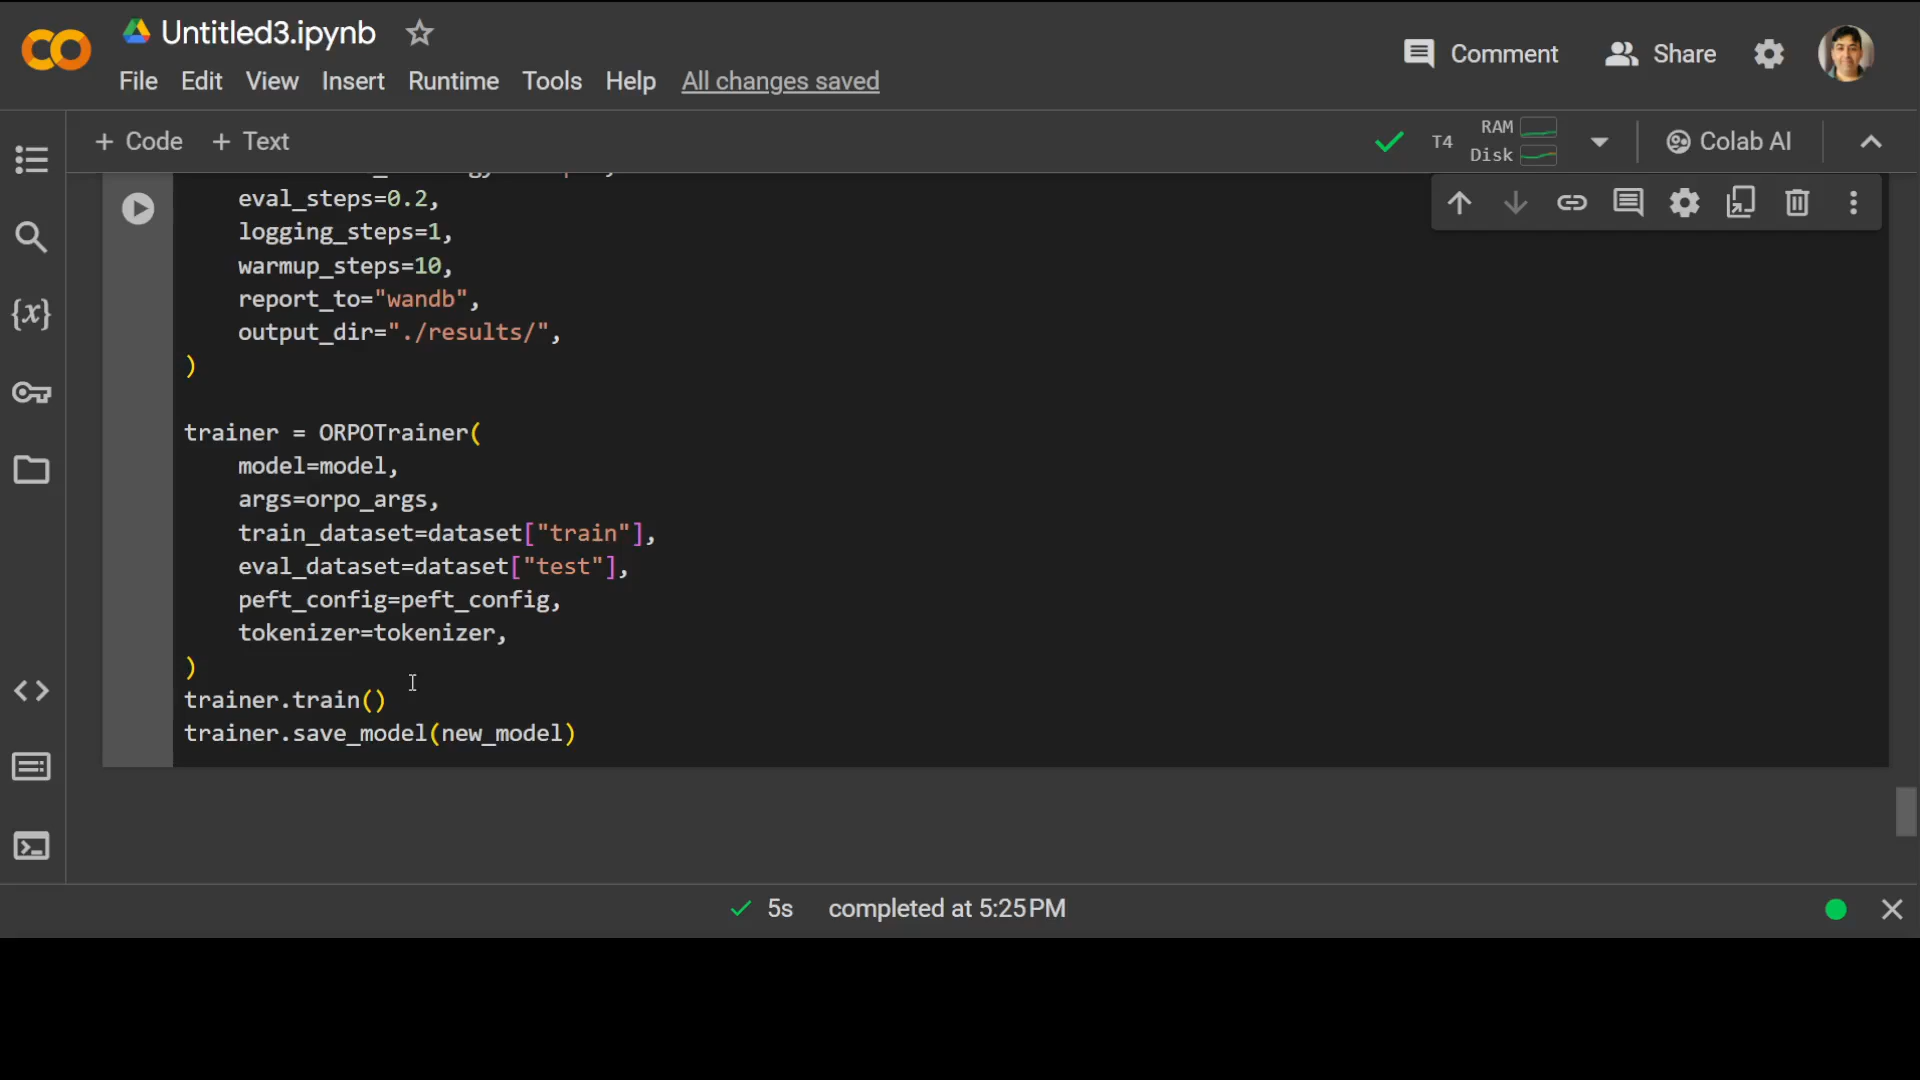 Untitled3.ipynb
Comment
Share
File Edit View Insert Runtime Tools Help All changes saved
+ Code + Text
T4
RAM
Disk
Colab AI
{x}
eval_steps=0.2,
logging_steps=1,
warmup_steps=10,
report_to="wandb",
output_dir="./results/",
)
trainer = ORPOTrainer(
model=model,
args=orpo_args,
train_dataset=dataset["train"],
eval_dataset=dataset["test"],
peft_config=peft_config,
tokenizer=tokenizer,
)
trainer.train()
trainer.save_model(new_model)
5s completed at 5:25 PM